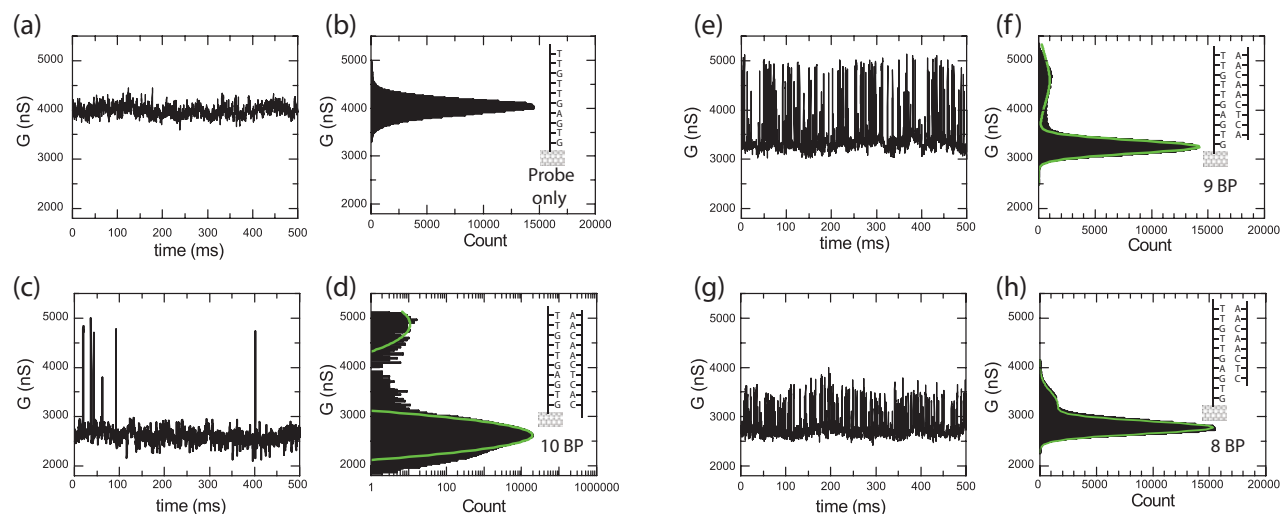 (a)
5000
4000
3000
2000
G (nS)
0 100 200 300 400 500
time (ms)
(b)
5000
4000
3000
2000
G (nS)
0 5000 10000 15000 20000
Count
T
T
G
T
T
G
A
G
T
G
Probe
only
(c)
5000
4000
3000
2000
G (nS)
0 100 200 300 400 500
time (ms)
(d)
5000
4000
3000
2000
G (nS)
1 100 10000 1000000
Count
T A
T A
G C
T A
T A
G C
A T
G C
T A
G C
10 BP
(e)
5000
4000
3000
2000
G (nS)
0 100 200 300 400 500
time (ms)
(f)
5000
4000
3000
2000
G (nS)
0 5000 10000 15000 20000
Count
T A
T A
G C
T A
T A
G C
A T
G C
T A
G
9 BP
(g)
5000
4000
3000
2000
G (nS)
0 100 200 300 400 500
time (ms)
(h)
5000
4000
3000
2000
G (nS)
0 5000 10000 15000 20000
Count
T A
T A
G C
T A
T A
G C
A T
G C
T
G
8 BP